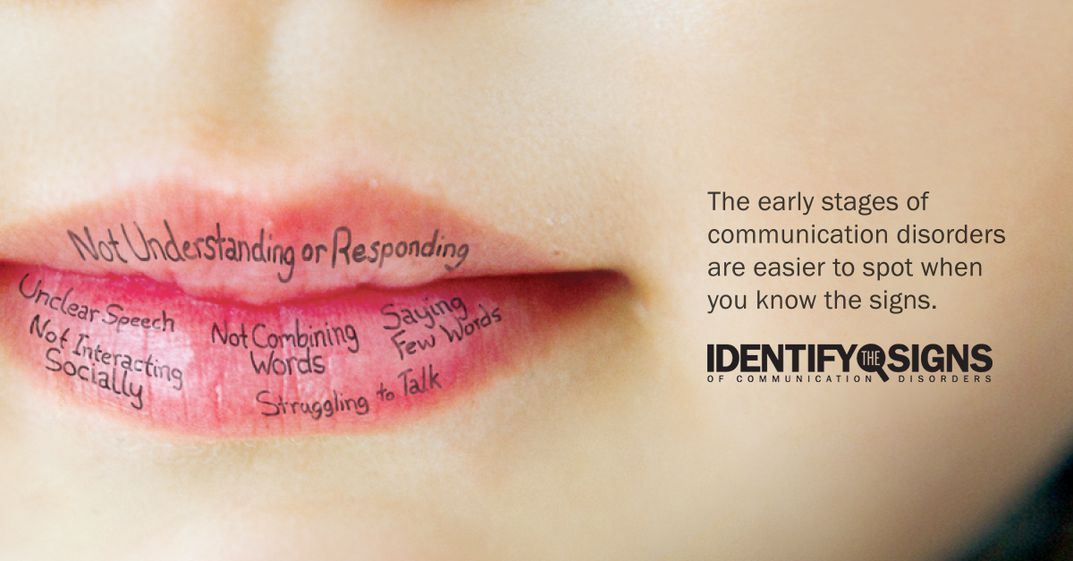 Not Understanding or Responding
Unclear Speech
Not Interacting
Socially
Not Combining
Words
Saying
Few Words
Struggling to Talk
The early stages of
communication disorders
are easier to spot when
you know the signs.
IDENTIFY THE SIGNS
OF COMMUNICATION DISORDERS